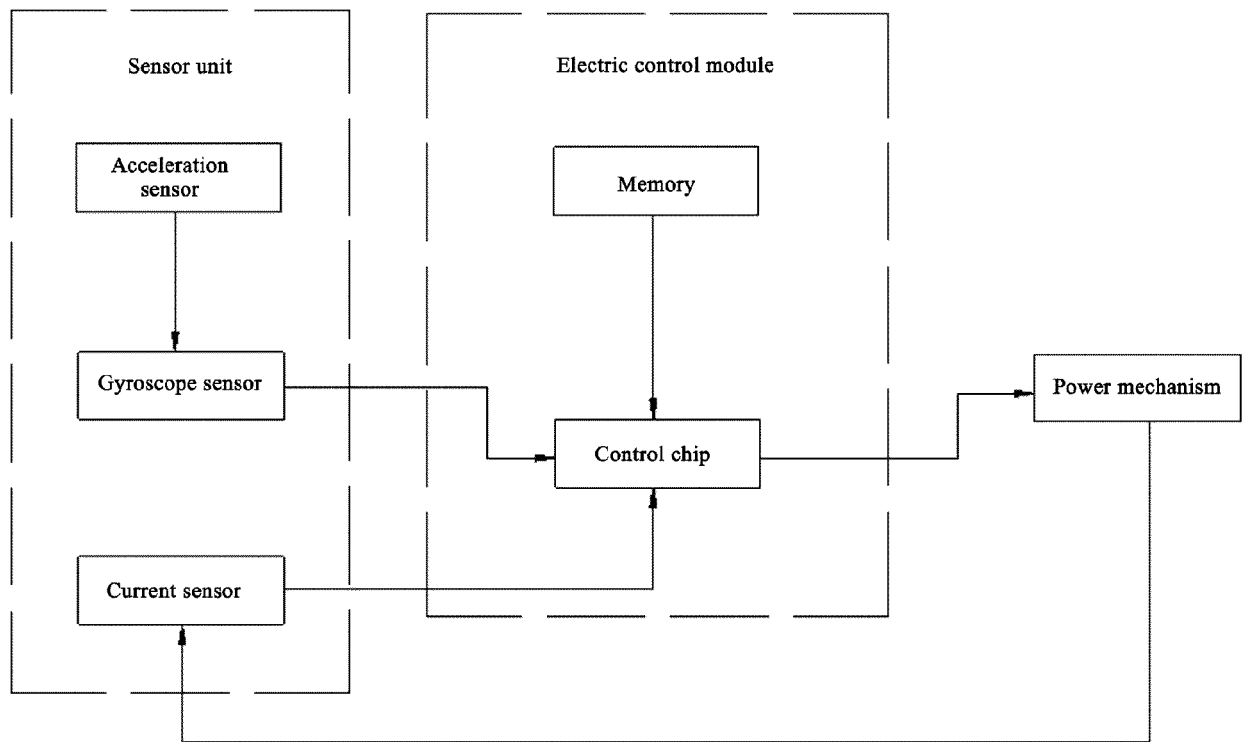 Sensor unit
Acceleration
sensor
Gyroscope sensor
Current sensor
Electric control module
Memory
Control chip
Power mechanism